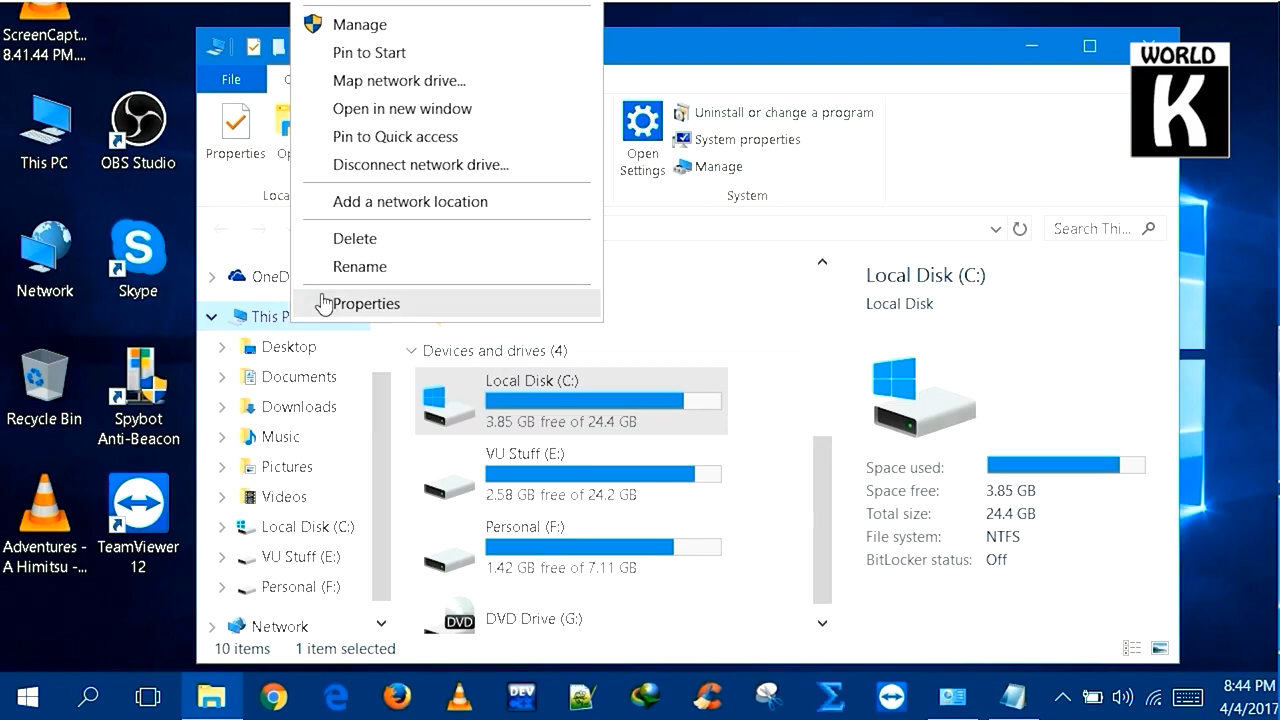 ScreenCapt...
8.41.44 PM....
This PC
OBS Studio
Network
Skype
Recycle Bin
Spybot
Anti-Beacon
Adventures -
A Himitsu -...
TeamViewer
12
Manage
Pin to Start
Map network drive...
Open in new window
Pin to Quick access
Disconnect network drive...
Add a network location
Delete
Rename
Properties
File
C
Properties
Op
Loca
Open
Settings
Uninstall or change a program
System properties
Manage
System
WORLD
K
Search Thi...
OneD
This P
Desktop
Documents
Downloads
Music
Pictures
Videos
Local Disk (C:)
VU Stuff (E:)
Personal (F:)
Network
Devices and drives (4)
Local Disk (C:)
3.85 GB free of 24.4 GB
VU Stuff (E:)
2.58 GB free of 24.2 GB
Personal (F:)
1.42 GB free of 7.11 GB
DVD
DVD Drive (G:)
Local Disk (C:)
Local Disk
Space used:
Space free: 3.85 GB
Total size: 24.4 GB
File system: NTFS
BitLocker status: Off
10 items 1 item selected
DEV
8:44 PM
4/4/2017